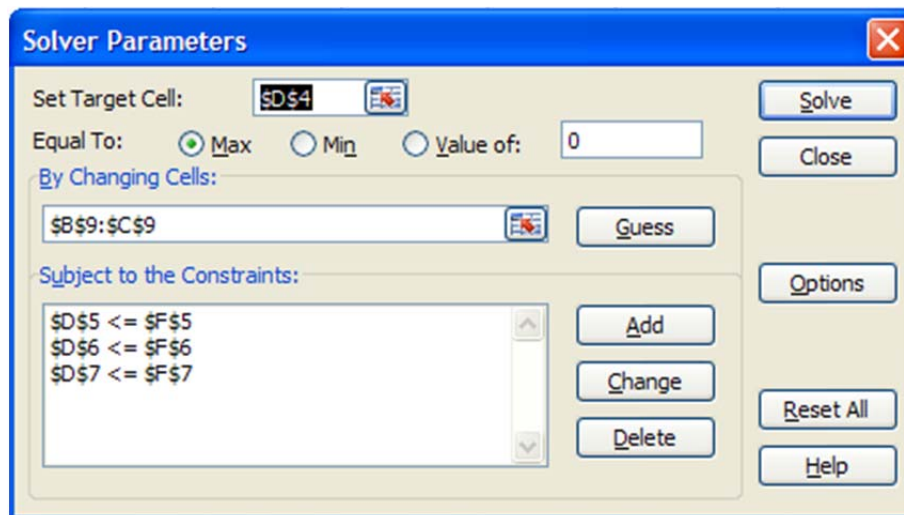 Solver Parameters
Set Target Cell: $D$4
Equal To: Max Min Value of: 0
By Changing Cells:
$B$9:$C$9
Guess
Subject to the Constraints:
$D$5 <= $F$5
$D$6 <= $F$6
$D$7 <= $F$7
Add
Change
Delete
Solve
Close
Options
Reset All
Help